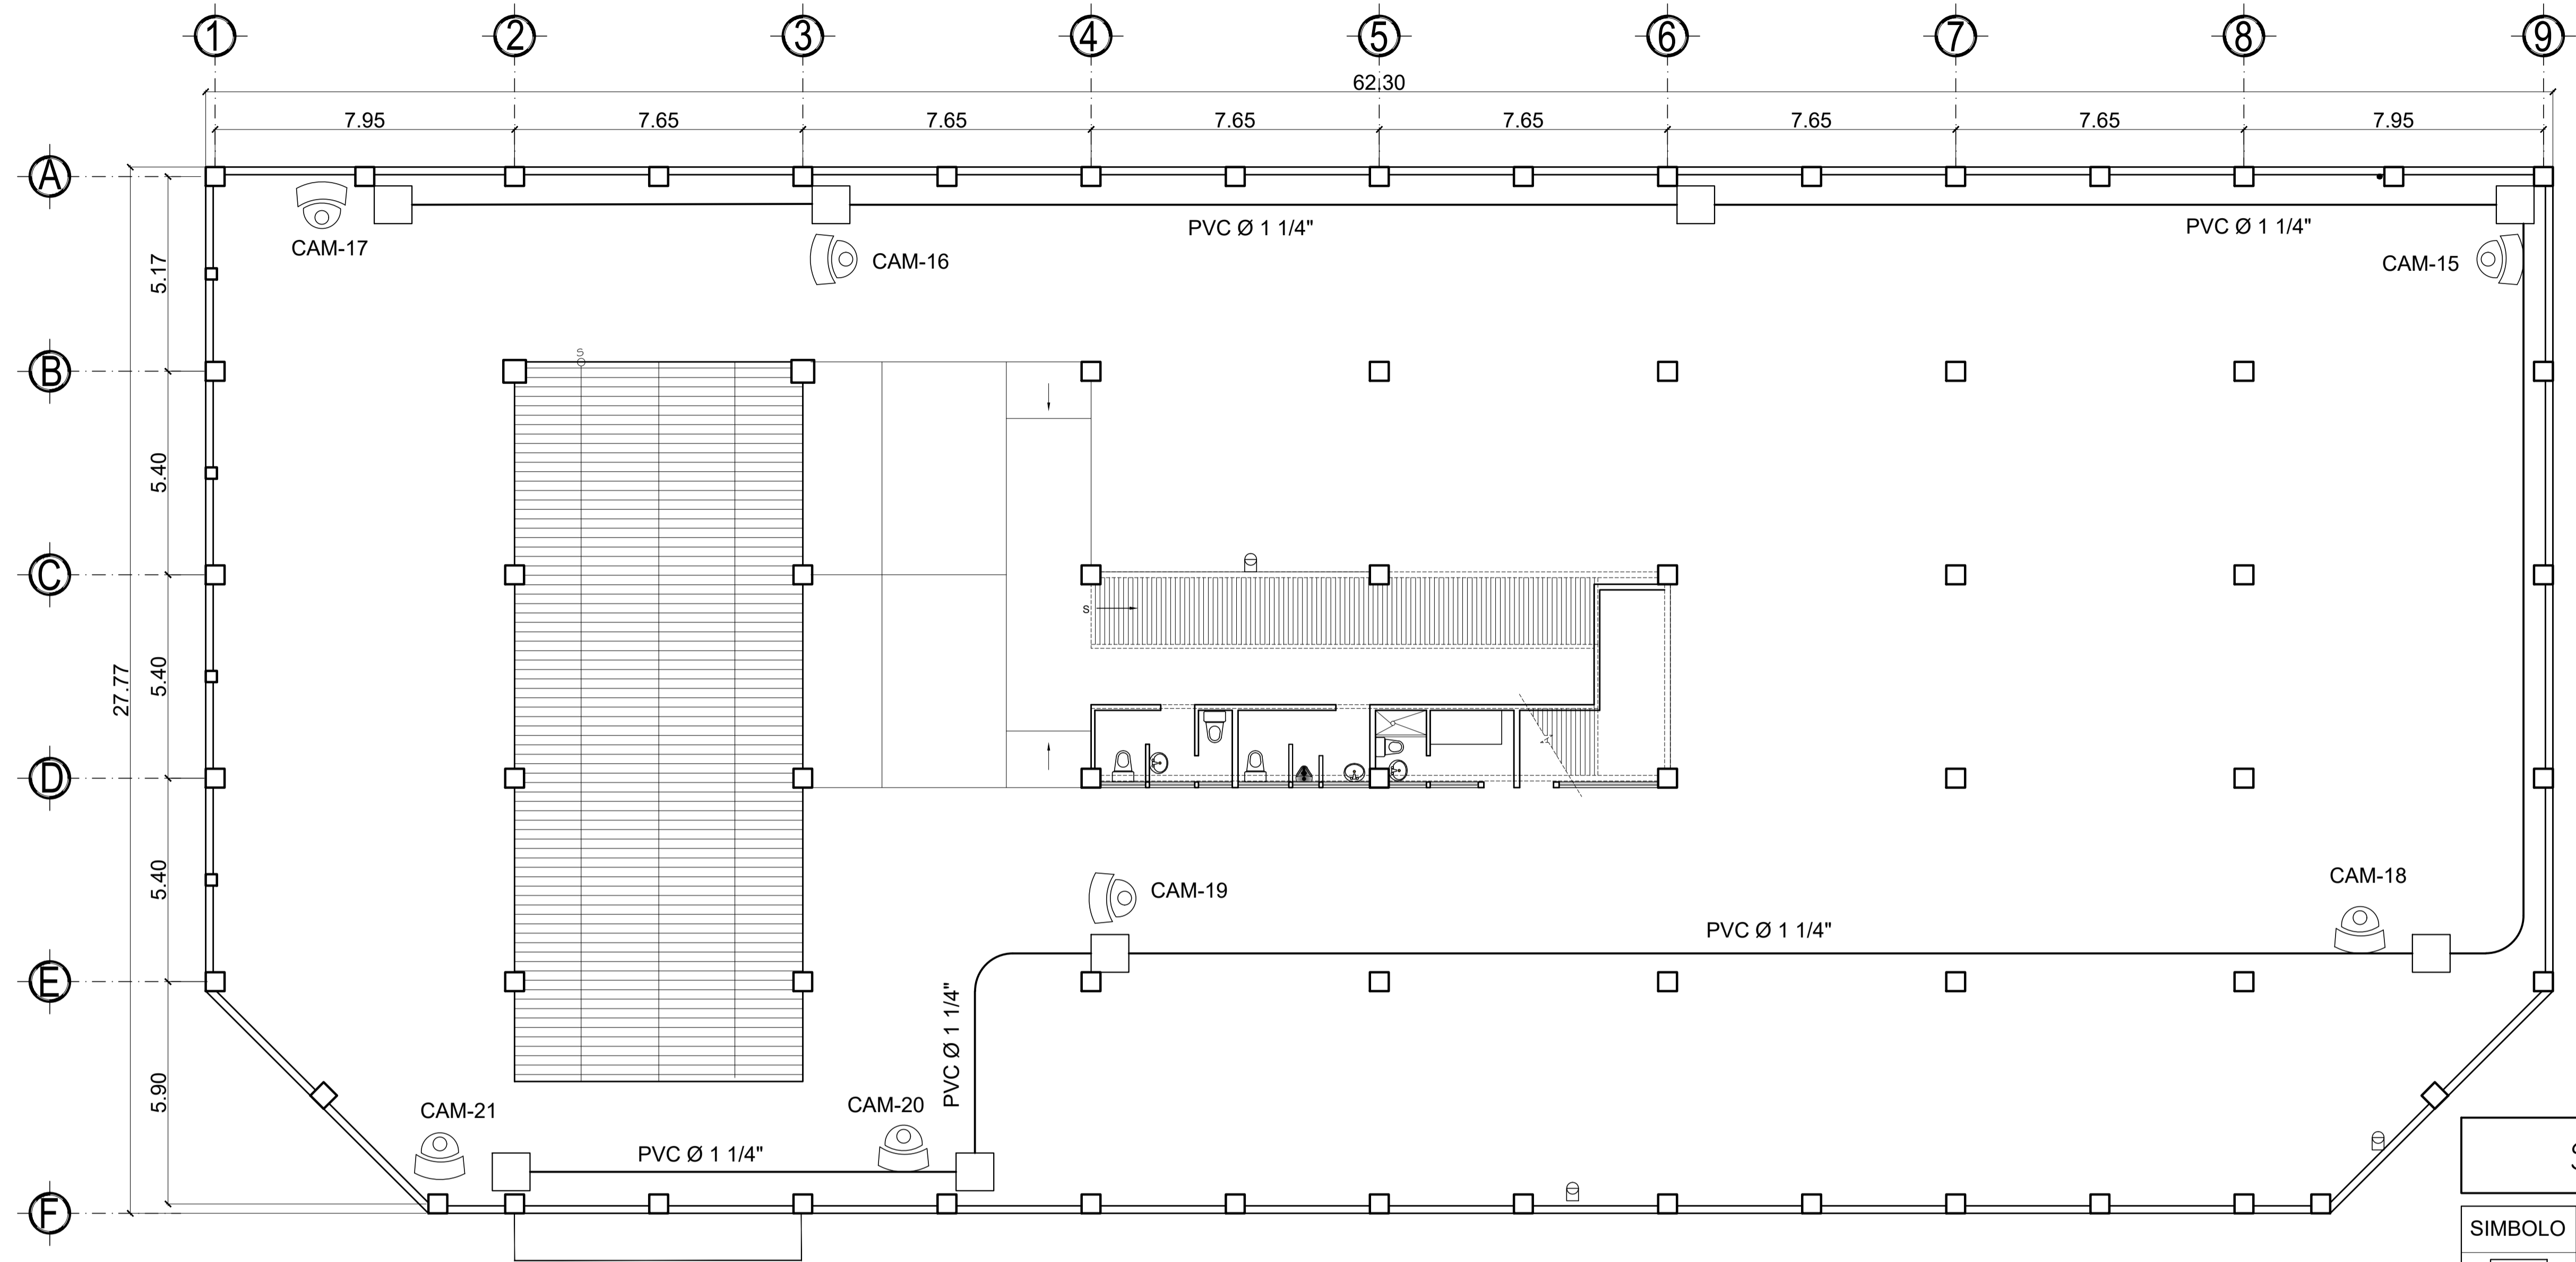 1 2 3 4 5 6 7 8 9
62.30
7.95 7.65 7.65 7.65 7.65 7.65 7.65 7.95
A
PVC Ø 1 1/4" PVC Ø 1 1/4"
CAM-17
CAM-16
CAM-15
5.17
S
B
5.40
C
S
5.40
27.77
D
5.40
CAM-18
CAM-19
PVC Ø 1 1/4"
E
PVC Ø 1 1/4"
5.90
CAM-21
CAM-20
PVC Ø 1 1/4"
F
S
SIMBOLO